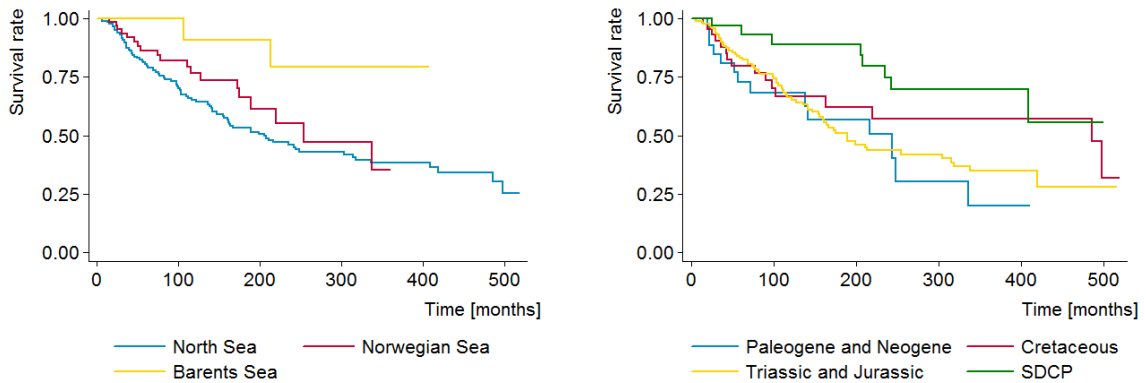 Survival rate
1.00
0.75
0.50
0.25
0.00
0 100 200 300 400 500
Time [months]
North Sea Norwegian Sea
Barents Sea
Survival rate
1.00
0.75
0.50
0.25
0.00
0 100 200 300 400 500
Time [months]
Paleogene and Neogene Cretaceous
Triassic and Jurassic SDCP